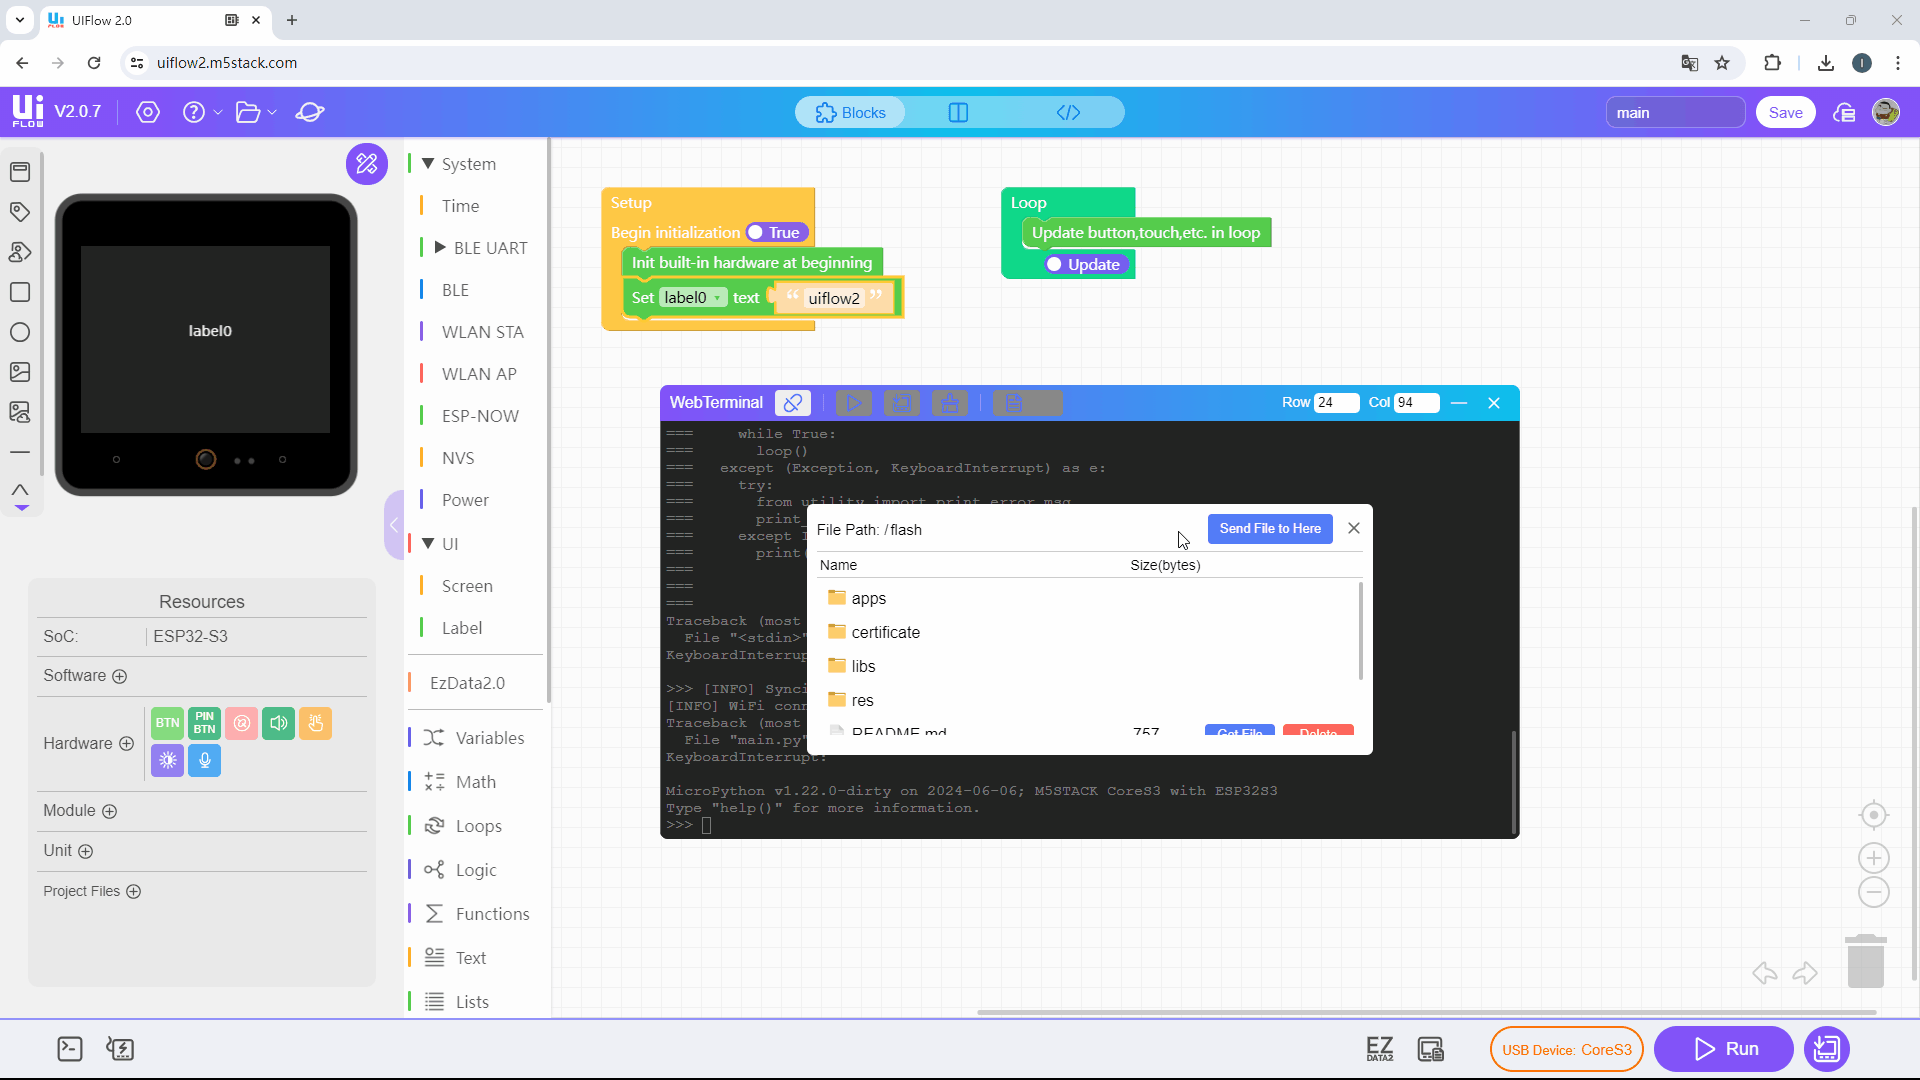 UIFlow 2.0
uiflow2.m5stack.com
Ui
FLOW
V2.0.7
Blocks
main
Save
label0
Resources
SoC:
ESP32-S3
Software
Hardware
BTN
PIN
BTN
Module
Unit
Project Files
System
Time
BLE UART
BLE
WLAN STA
WLAN AP
ESP-NOW
NVS
Power
UI
Screen
Label
EzData2.0
Variables
Math
Loops
Logic
Functions
Text
Lists
Setup
Begin initialization True
Init built-in hardware at beginning
Set label0 text “ uiflow2 ”
Loop
Update button,touch,etc. in loop
Update
WebTerminal
Row 24 Col 94
=== while True:
=== loop()
=== except (Exception, KeyboardInterrupt) as e:
=== try:
=== from utility import print_error_msg
=== print_
=== except I
=== print(
===
===
===
Traceback (most
File "<stdin>"
KeyboardInterrup
>>> [INFO] Synci
[INFO] WiFi conn
Traceback (most
File "main.py"
KeyboardInterrupt:
MicroPython v1.22.0-dirty on 2024-06-06; M5STACK CoreS3 with ESP32S3
Type "help()" for more information.
>>>
File Path: /flash
Send File to Here
Name Size(bytes)
apps
certificate
libs
res
README.md 757 Get File Delete
EZ
DATA2
USB Device: CoreS3
Run
I